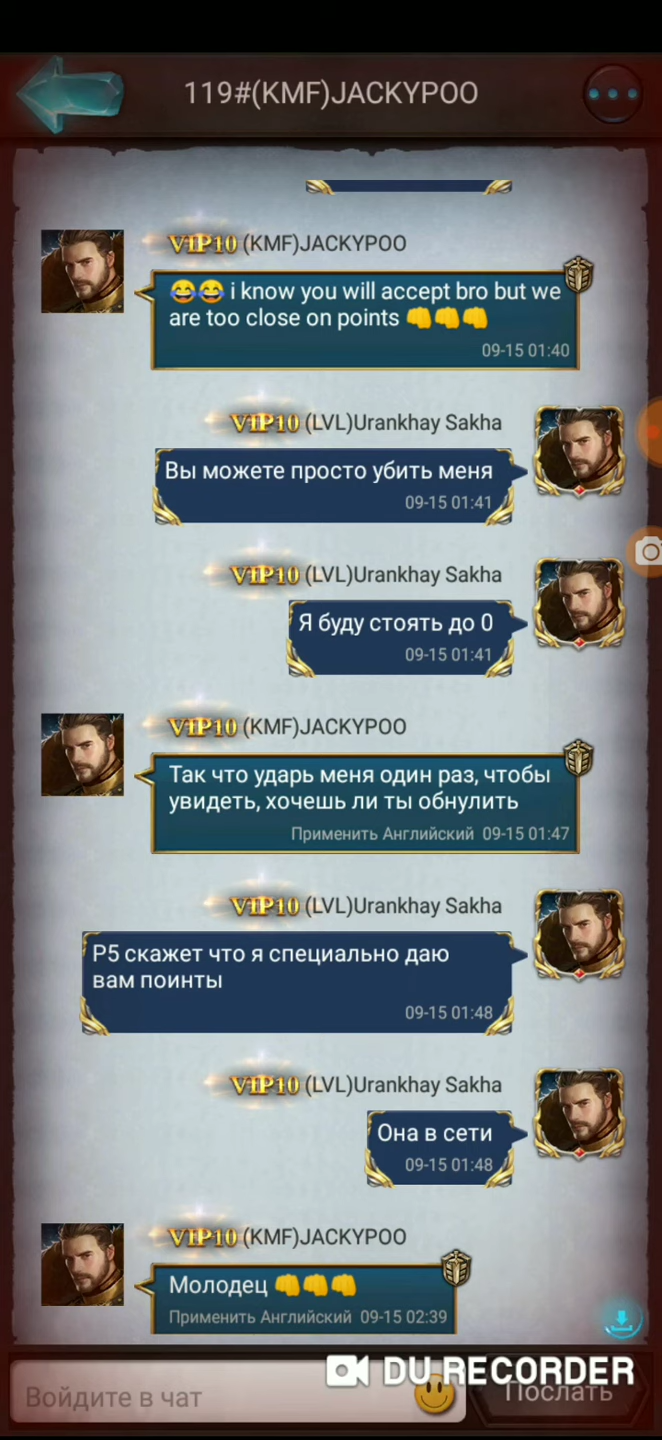 119#(KMF)JACKYPOO
VIP10 (KMF)JACKYPOO
😂😂 i know you will accept bro but we
are too close on points 👊👊👊
09-15 01:40
VIP10 (LVL)Urankhay Sakha
Вы можете просто убить меня
09-15 01:41
VIP10 (LVL)Urankhay Sakha
Я буду стоять до 0
09-15 01:41
VIP10 (KMF)JACKYPOO
Так что ударь меня один раз, чтобы
увидеть, хочешь ли ты обнулить
Применить Английский 09-15 01:47
VIP10 (LVL)Urankhay Sakha
Р5 скажет что я специально даю
вам поинты
09-15 01:48
VIP10 (LVL)Urankhay Sakha
Она в сети
09-15 01:48
VIP10 (KMF)JACKYPOO
Молодец 👊👊👊
Применить Английский 09-15 02:39
DU RECORDER
Войдите в чат
Послать